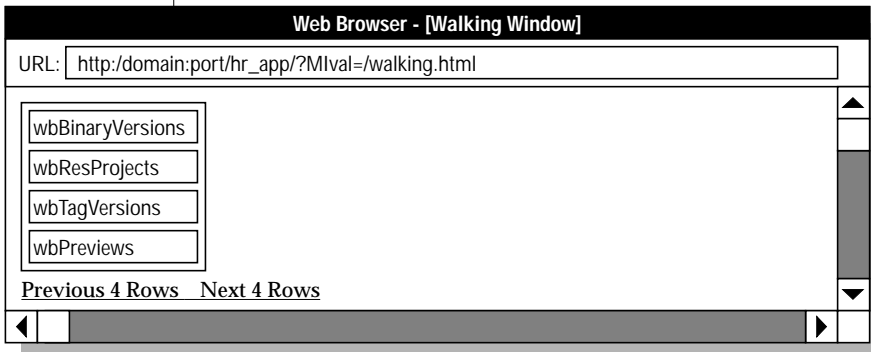 Web Browser - [Walking Window]
URL: http:/domain:port/hr_app/?MIval=/walking.html
wbBinaryVersions
wbResProjects
wbTagVersions
wbPreviews
Previous 4 Rows Next 4 Rows